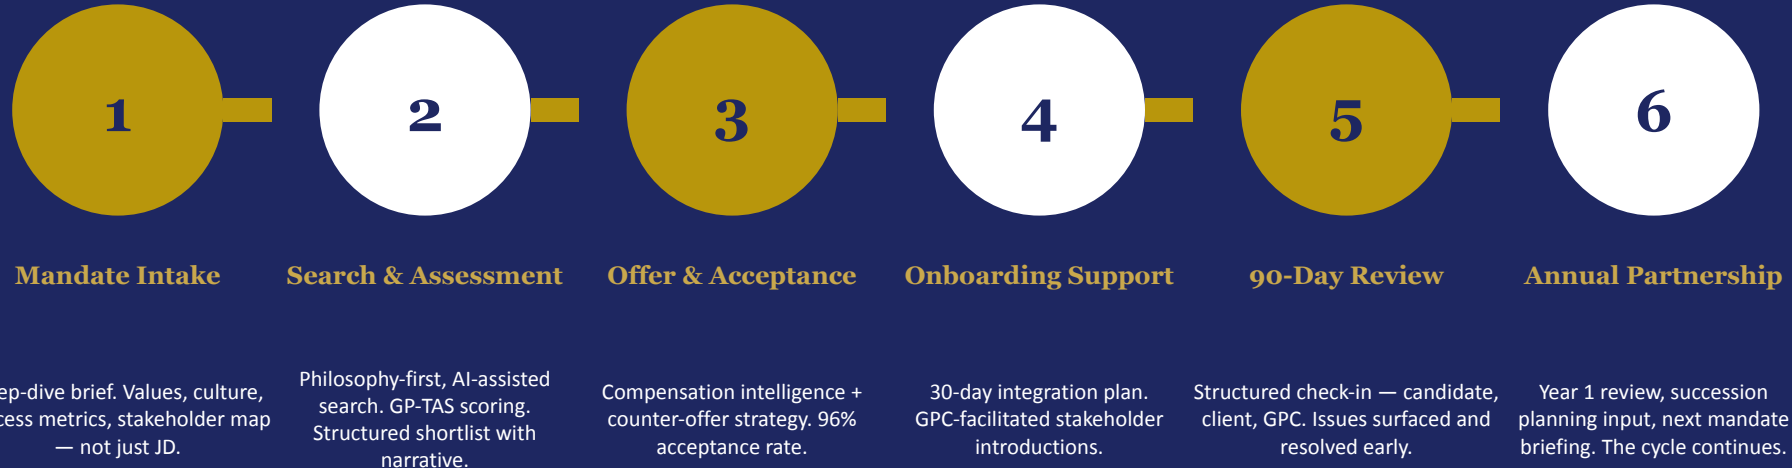 1
2
3
4
5
6
Mandate Intake
Search & Assessment
Offer & Acceptance
Onboarding Support
90-Day Review
Annual Partnership
brief. Values, culture,
metrics, stakeholder map
— not just JD.
Philosophy-first, AI-assisted
search. GP-TAS scoring.
Structured shortlist with
narrative.
Compensation intelligence +
counter-offer strategy. 96%
acceptance rate.
30-day integration plan.
GPC-facilitated stakeholder
introductions.
Structured check-in — candidate,
client, GPC. Issues surfaced and
resolved early.
Year 1 review, succession
planning input, next mandate
briefing. The cycle continues.